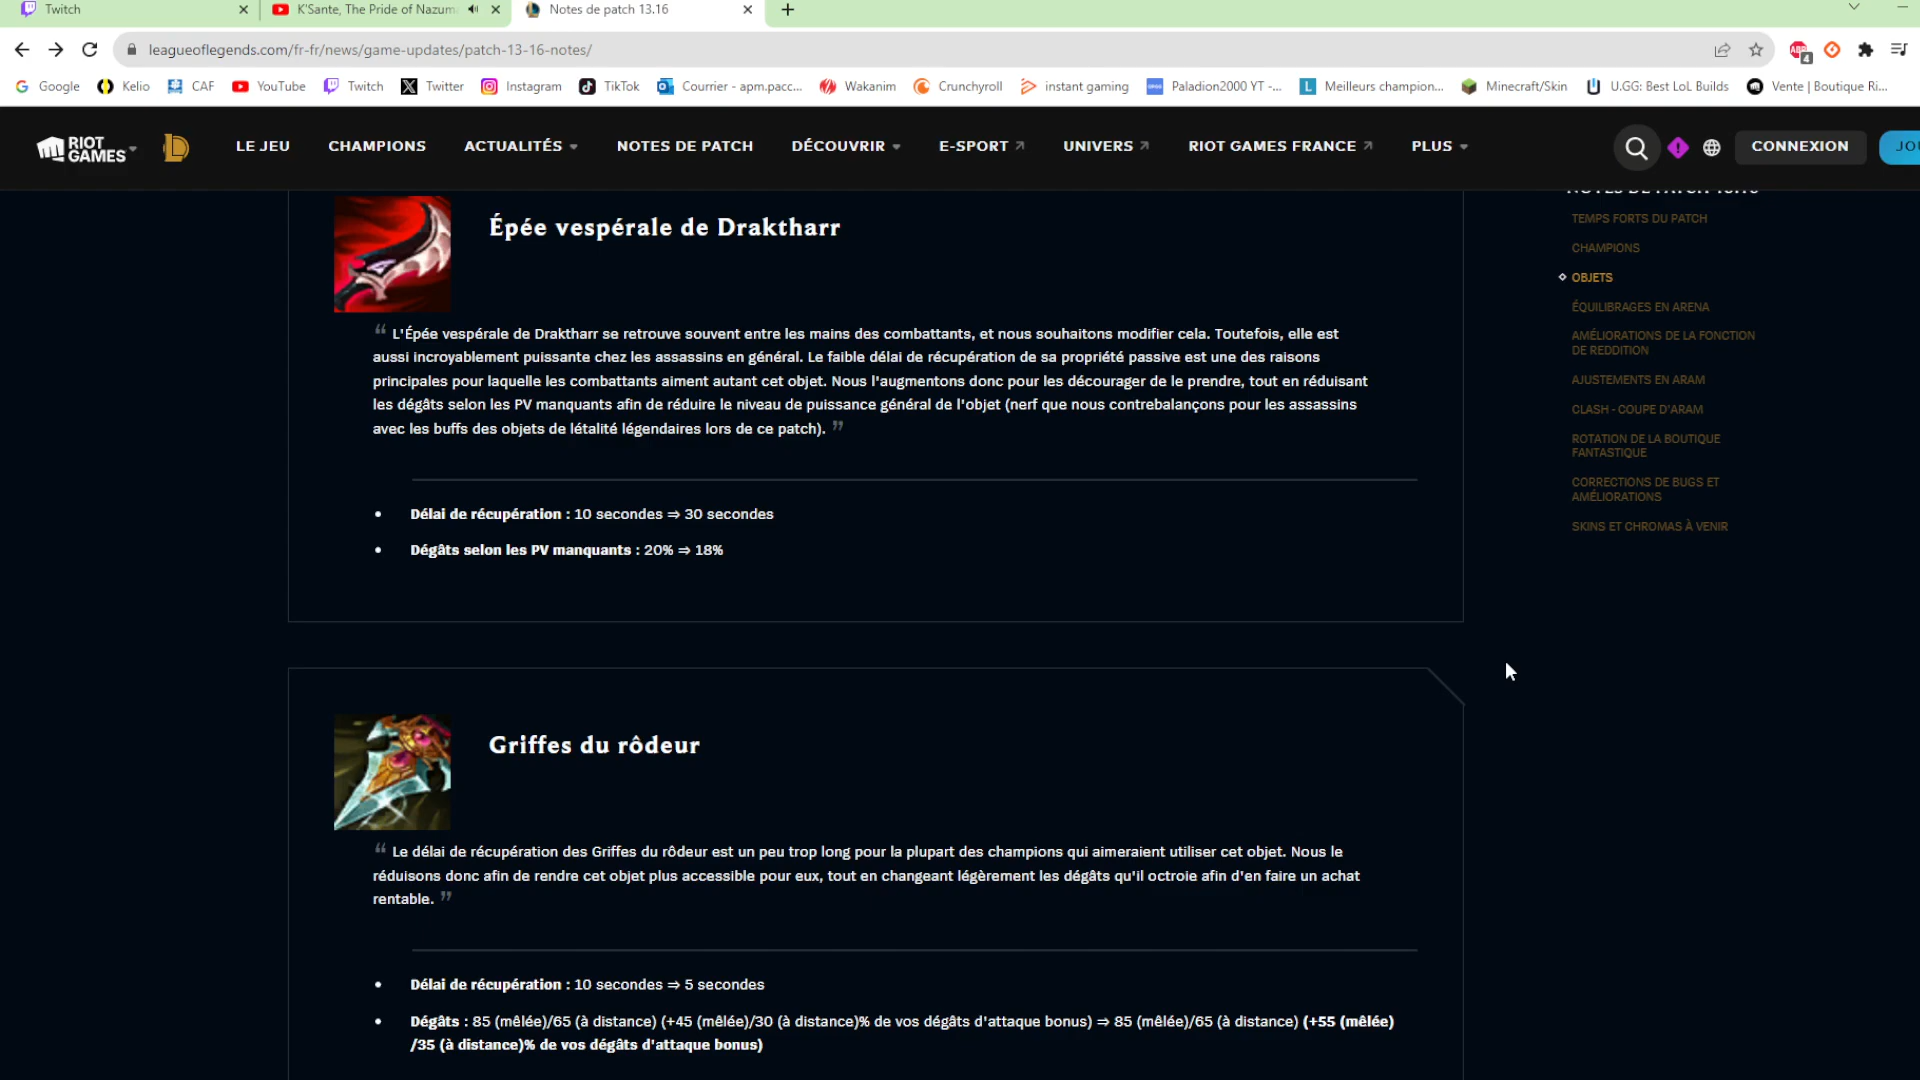 Twitch
K'Sante, The Pride of Nazum
Notes de patch 13.16
leagueoflegends.com/fr-fr/news/game-updates/patch-13-16-notes/
ABP
4
Google
Kelio
CAF
YouTube
Twitch
Twitter
Instagram
TikTok
Courrier - apm.pacc...
Wakanim
Crunchyroll
instant gaming
Paladion2000 YT -...
Meilleurs champion...
Minecraft/Skin
U.GG: Best LoL Builds
Vente | Boutique Ri...
RIOT GAMES
LE JEU
CHAMPIONS
ACTUALITÉS
NOTES DE PATCH
DÉCOUVRIR
E-SPORT
UNIVERS
RIOT GAMES FRANCE
PLUS
CONNEXION
JOU
Épée vespérale de Draktharr
“ L'Épée vespérale de Draktharr se retrouve souvent entre les mains des combattants, et nous souhaitons modifier cela. Toutefois, elle est
aussi incroyablement puissante chez les assassins en général. Le faible délai de récupération de sa propriété passive est une des raisons
principales pour laquelle les combattants aiment autant cet objet. Nous l'augmentons donc pour les décourager de le prendre, tout en réduisant
les dégâts selon les PV manquants afin de réduire le niveau de puissance général de l'objet (nerf que nous contrebalançons pour les assassins
avec les buffs des objets de létalité légendaires lors de ce patch). ”
• Délai de récupération : 10 secondes ⇒ 30 secondes
• Dégâts selon les PV manquants : 20% ⇒ 18%
Griffes du rôdeur
“ Le délai de récupération des Griffes du rôdeur est un peu trop long pour la plupart des champions qui aimeraient utiliser cet objet. Nous le
réduisons donc afin de rendre cet objet plus accessible pour eux, tout en changeant légèrement les dégâts qu'il octroie afin d'en faire un achat
rentable. ”
• Délai de récupération : 10 secondes ⇒ 5 secondes
• Dégâts : 85 (mêlée)/65 (à distance) (+45 (mêlée)/30 (à distance)% de vos dégâts d'attaque bonus) ⇒ 85 (mêlée)/65 (à distance) (+55 (mêlée)
/35 (à distance)% de vos dégâts d'attaque bonus)
NOTES DE PATCH 13.16
TEMPS FORTS DU PATCH
CHAMPIONS
OBJETS
ÉQUILIBRAGES EN ARENA
AMÉLIORATIONS DE LA FONCTION
DE REDDITION
AJUSTEMENTS EN ARAM
CLASH - COUPE D'ARAM
ROTATION DE LA BOUTIQUE
FANTASTIQUE
CORRECTIONS DE BUGS ET
AMÉLIORATIONS
SKINS ET CHROMAS À VENIR